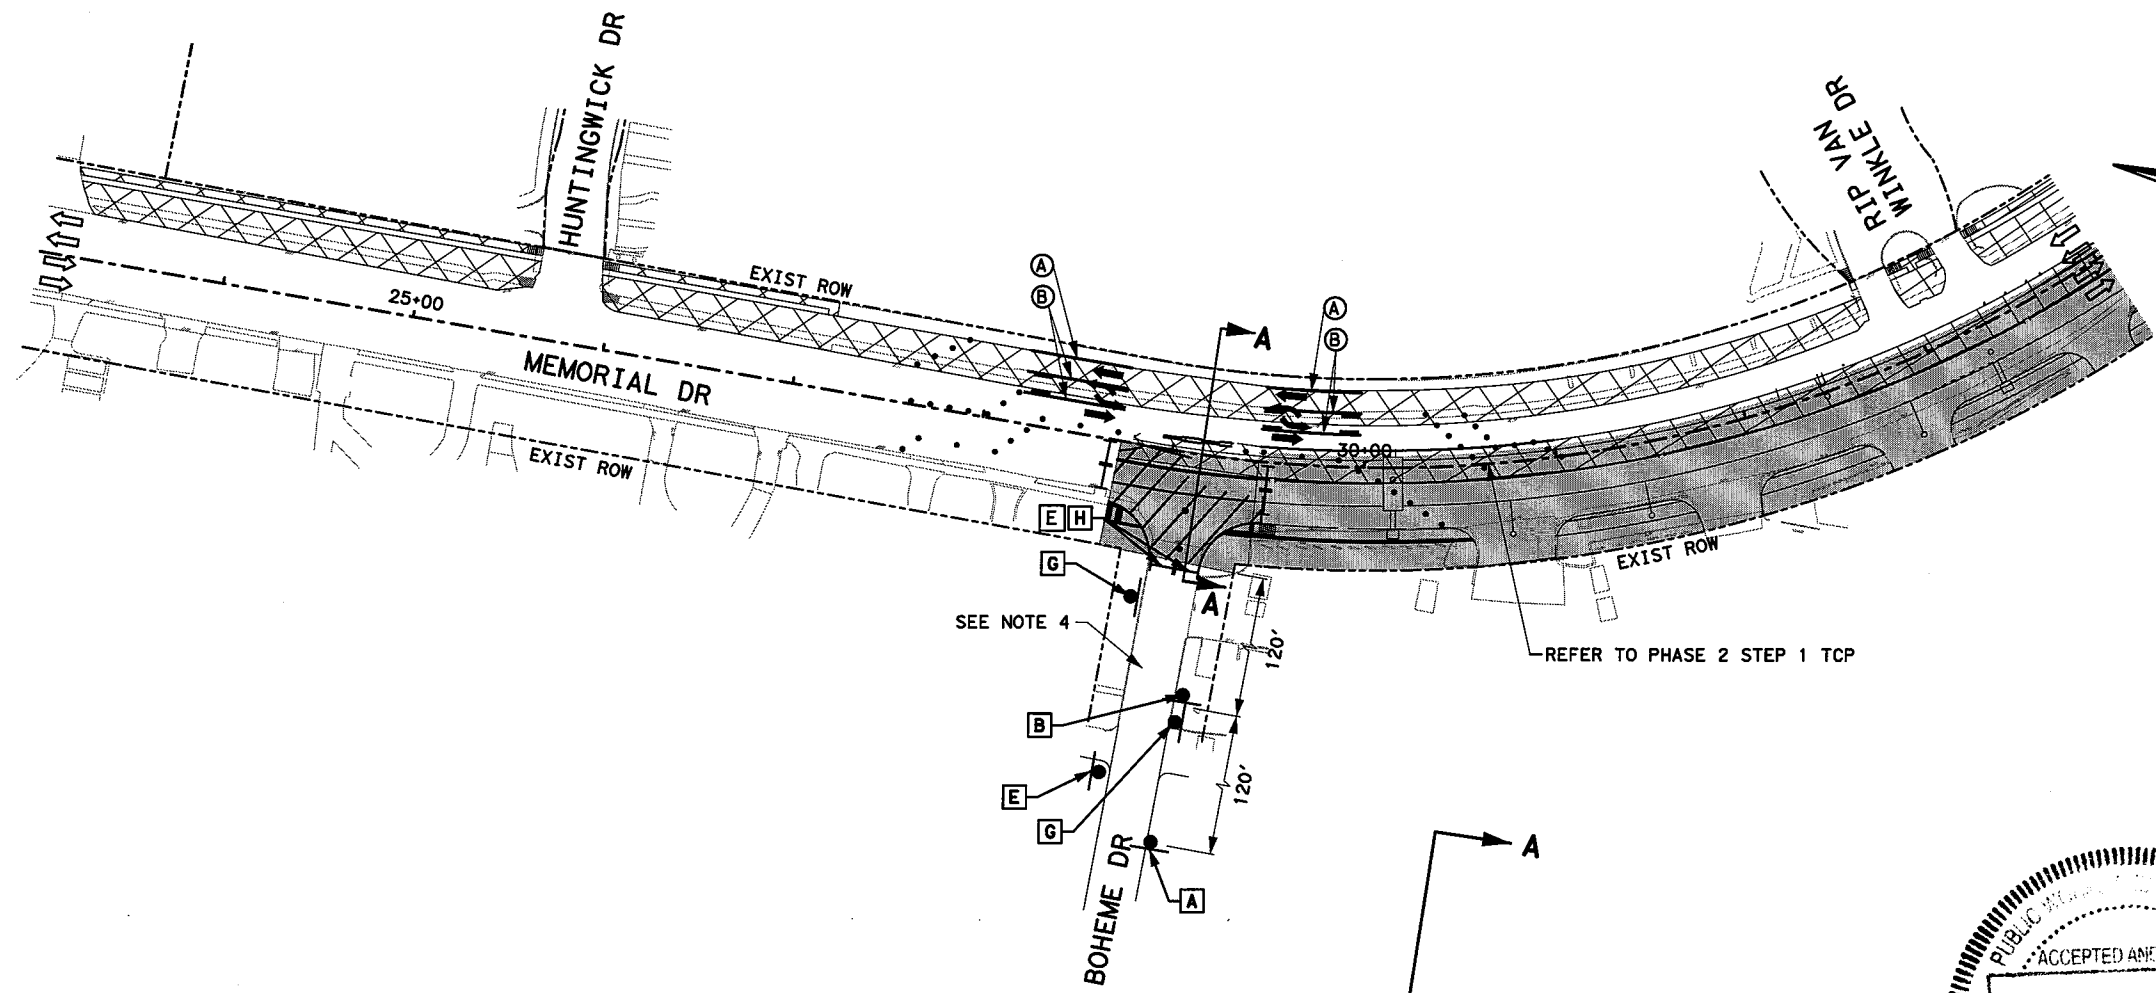 HUNTINGWICK DR
RIP VAN
WINKLE DR
EXIST ROW
25+00
MEMORIAL DR
EXIST ROW
A
B
A
A
B
30+00
E H
G
A
EXIST ROW
SEE NOTE 4
120'
REFER TO PHASE 2 STEP 1 TCP
B
E
G
120'
A
BOHEME DR
A
PUBLIC
ACCEPTED AND